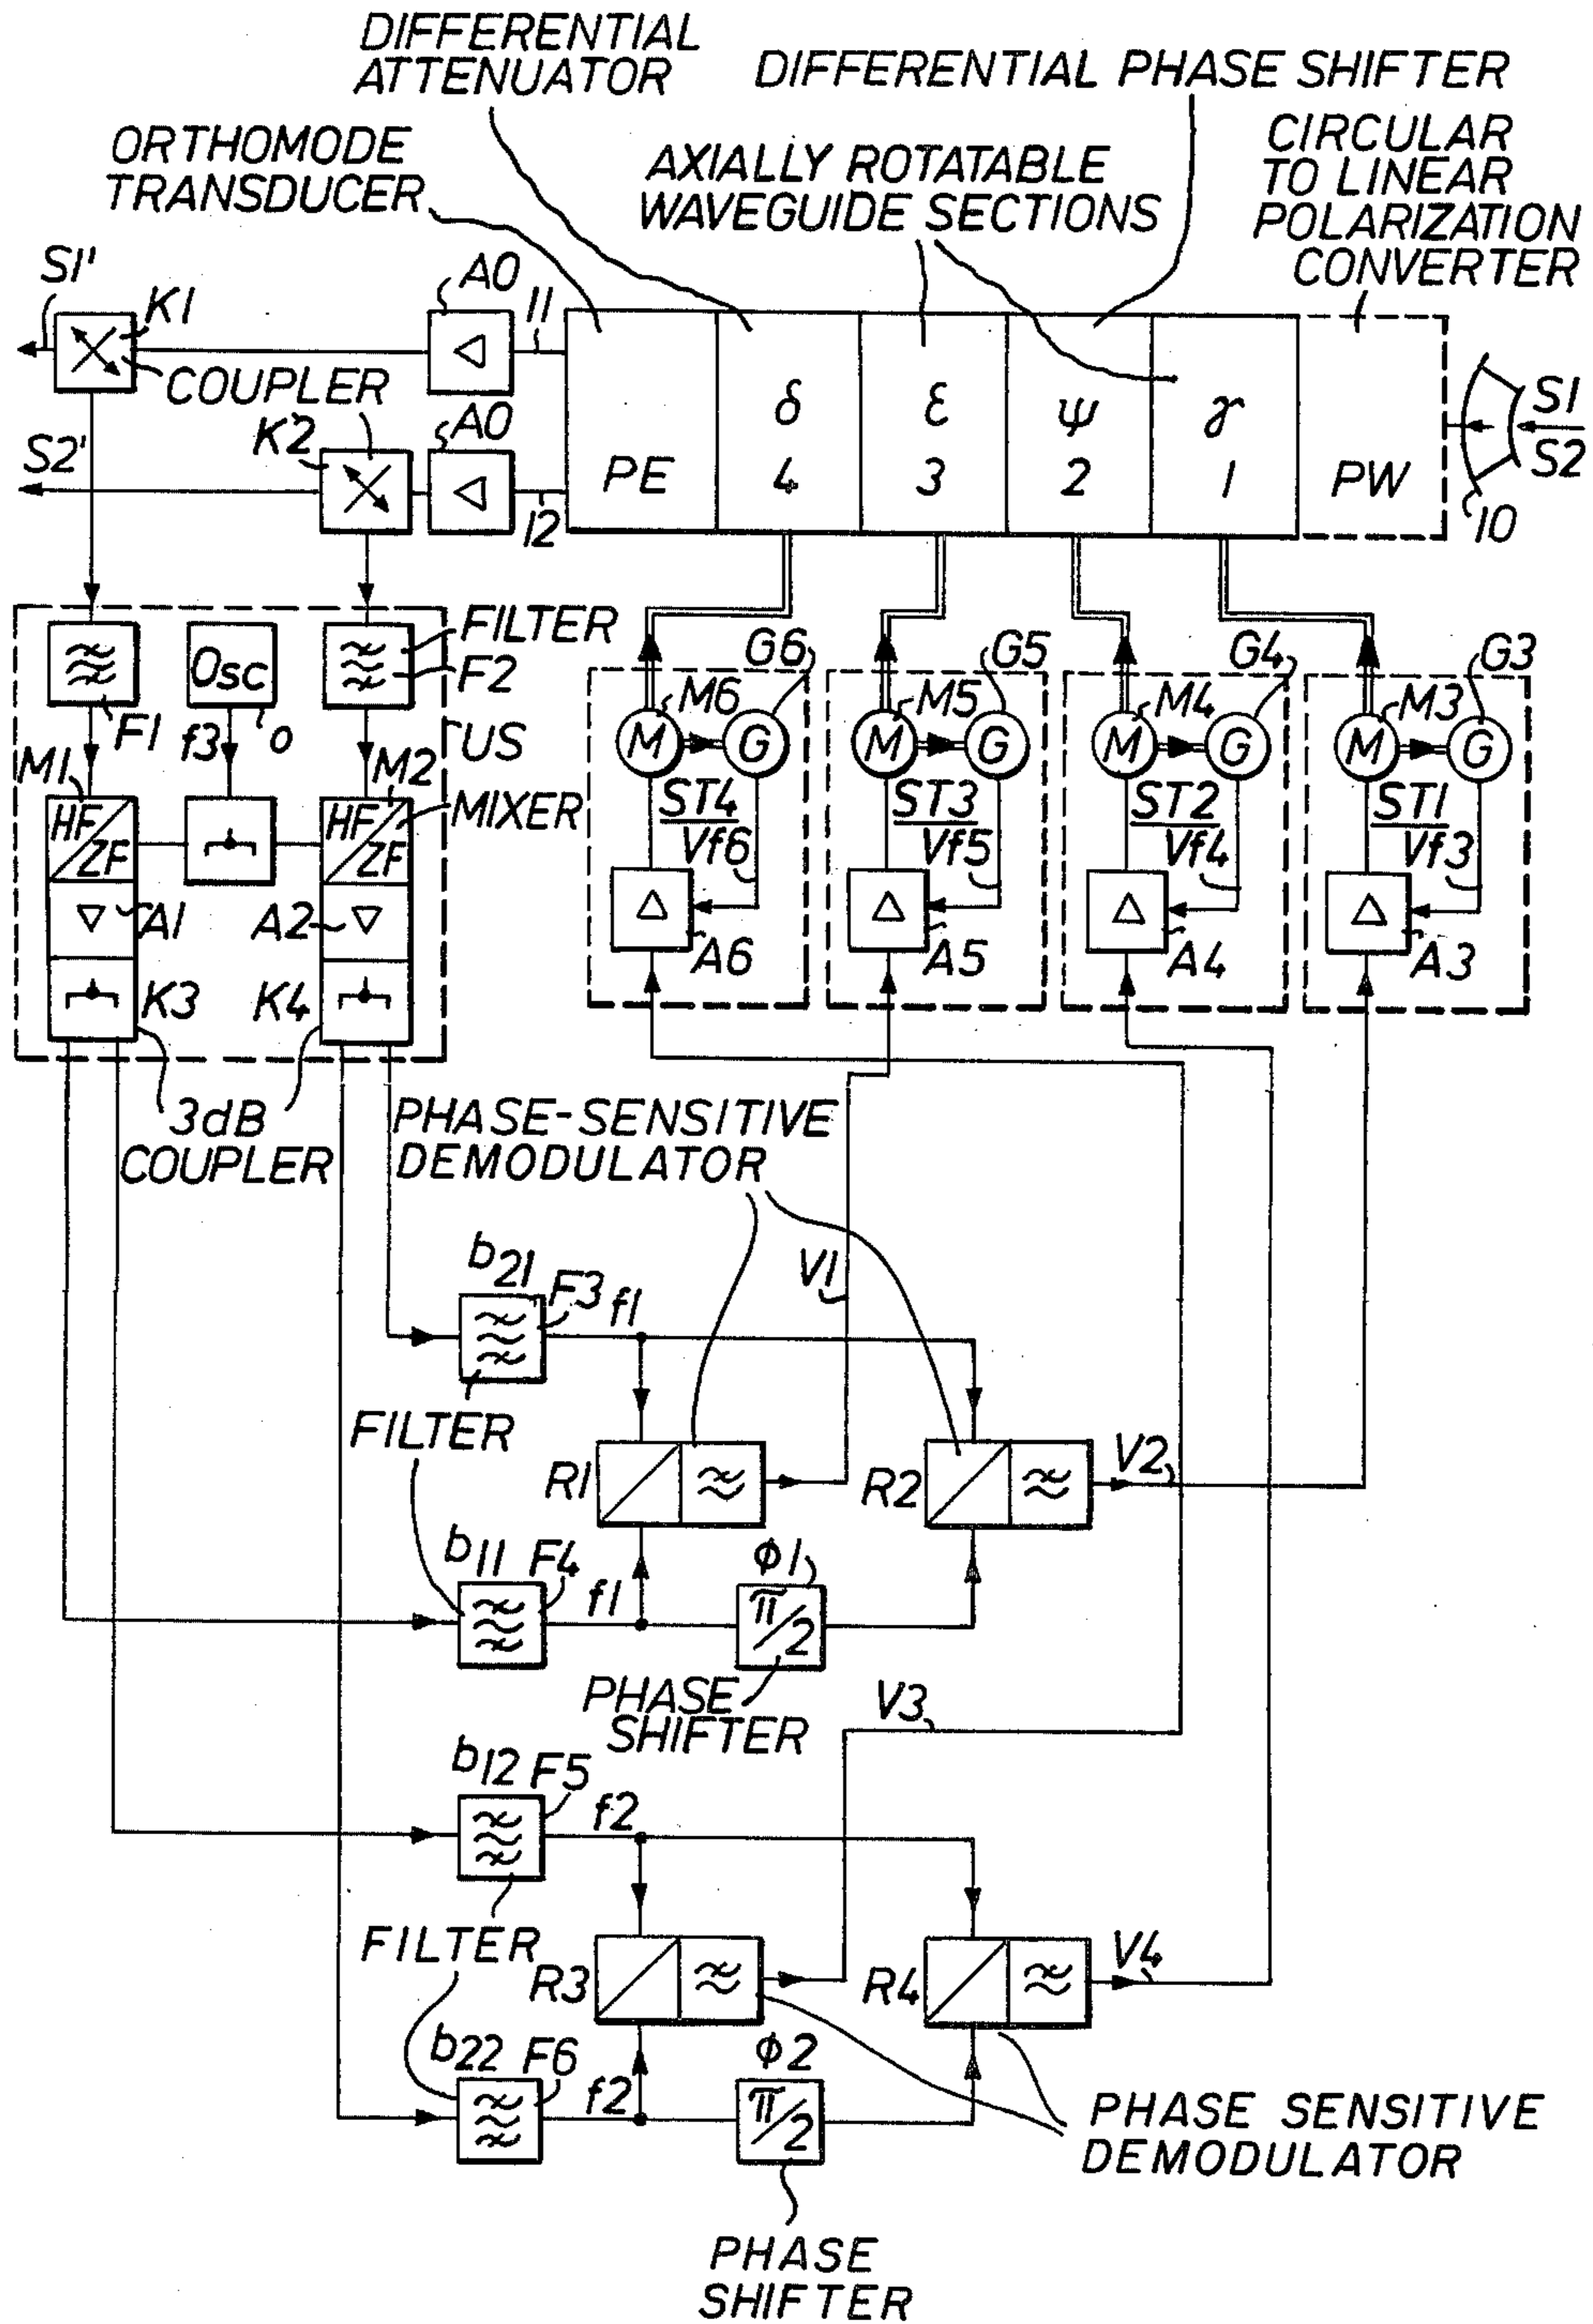 DIFFERENTIAL
ATTENUATOR
DIFFERENTIAL PHASE SHIFTER
ORTHOMODE
TRANSDUCER
AXIALLY ROTATABLE
WAVEGUIDE SECTIONS
CIRCULAR
TO LINEAR
POLARIZATION
CONVERTER
S1'
K1
A0
11
COUPLER
K2
A0
S2'
12
PE
δ
4
ε
3
ψ
2
γ
1
PW
S1
S2
10
FILTER
F2
F1
Osc
f3
O
US
M1
M2
MIXER
HF/ZF
HF/ZF
A1
A2
K3
K4
3dB
COUPLER
G6
M6
M
G
ST4
Vf6
A6
G5
M5
M
G
ST3
Vf5
A5
G4
M4
M
G
ST2
Vf4
A4
G3
M3
M
G
ST1
Vf3
A3
PHASE-SENSITIVE
DEMODULATOR
b21
F3
f1
V1
FILTER
R1
R2
V2
b11
F4
f1
Φ1
π/2
PHASE
SHIFTER
V3
b12
F5
f2
FILTER
R3
R4
V4
b22
F6
f2
Φ2
π/2
PHASE SENSITIVE
DEMODULATOR
PHASE
SHIFTER